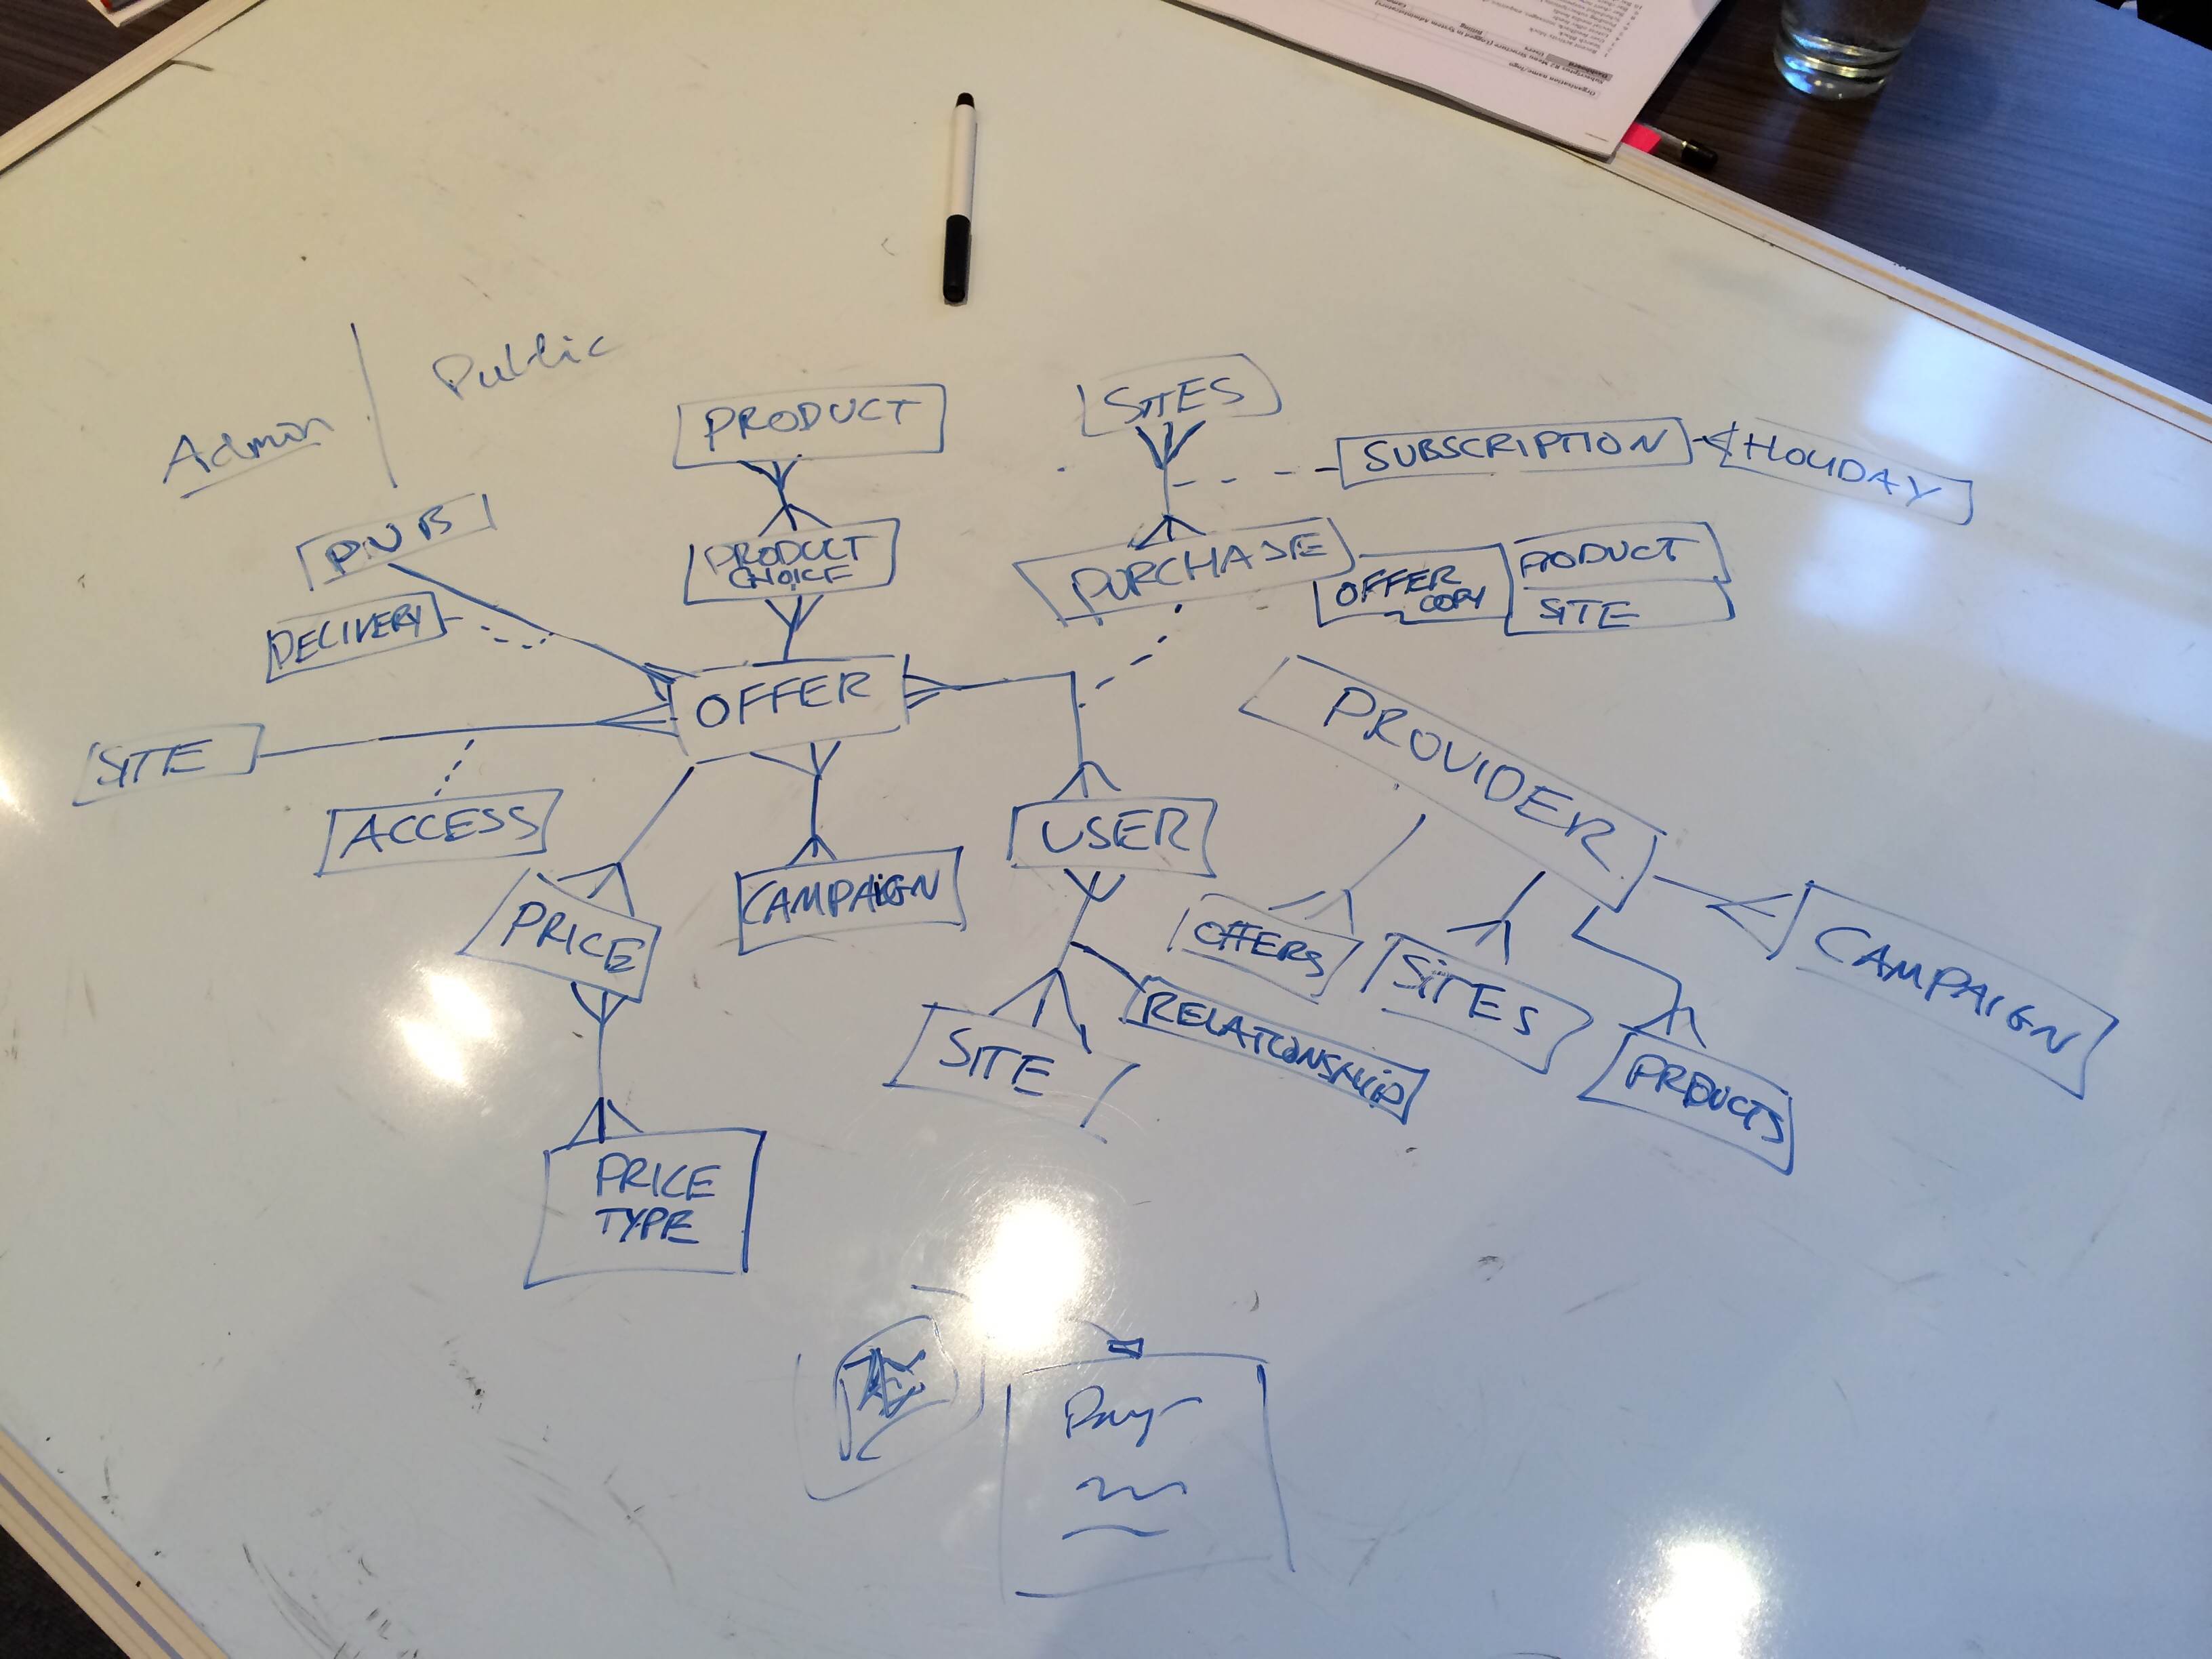 Admin
Public
PRODUCT
SITES
SUBSCRIPTION
HOLIDAY
PUB
PRODUCT
CHOICE
PURCHASE
OFFER
COPY
PRODUCT
SITE
DELIVERY
OFFER
PROVIDER
SITE
ACCESS
USER
PRICE
CAMPAIGN
OFFERS
SITES
CAMPAIGN
SITE
RELATIONSHIP
PRODUCTS
PRICE
TYPE
Pay